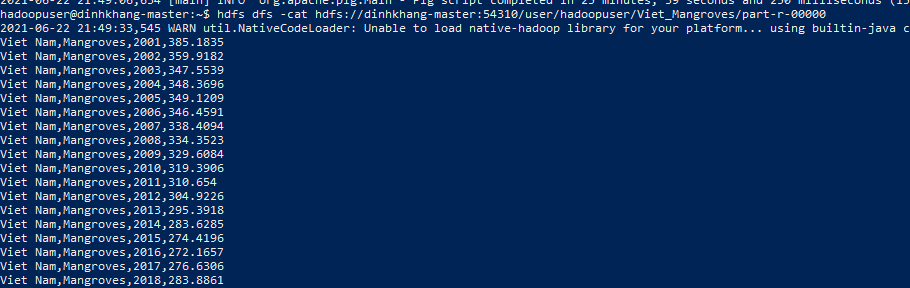 2021-06-22 21:49:06,654 [main] INFO  org.apache.pig.Main - Pig script completed in 25 minutes, 59 seconds and 250 milliseconds (15
hadoopuser@dinhkhang-master:~$ hdfs dfs -cat hdfs://dinhkhang-master:54310/user/hadoopuser/Viet_Mangroves/part-r-00000
2021-06-22 21:49:33,545 WARN util.NativeCodeLoader: Unable to load native-hadoop library for your platform... using builtin-java c
Viet Nam,Mangroves,2001,385.1835
Viet Nam,Mangroves,2002,359.9182
Viet Nam,Mangroves,2003,347.5539
Viet Nam,Mangroves,2004,348.3696
Viet Nam,Mangroves,2005,349.1209
Viet Nam,Mangroves,2006,346.4591
Viet Nam,Mangroves,2007,338.4094
Viet Nam,Mangroves,2008,334.3523
Viet Nam,Mangroves,2009,329.6084
Viet Nam,Mangroves,2010,319.3906
Viet Nam,Mangroves,2011,310.654
Viet Nam,Mangroves,2012,304.9226
Viet Nam,Mangroves,2013,295.3918
Viet Nam,Mangroves,2014,283.6285
Viet Nam,Mangroves,2015,274.4196
Viet Nam,Mangroves,2016,272.1657
Viet Nam,Mangroves,2017,276.6306
Viet Nam,Mangroves,2018,283.8861